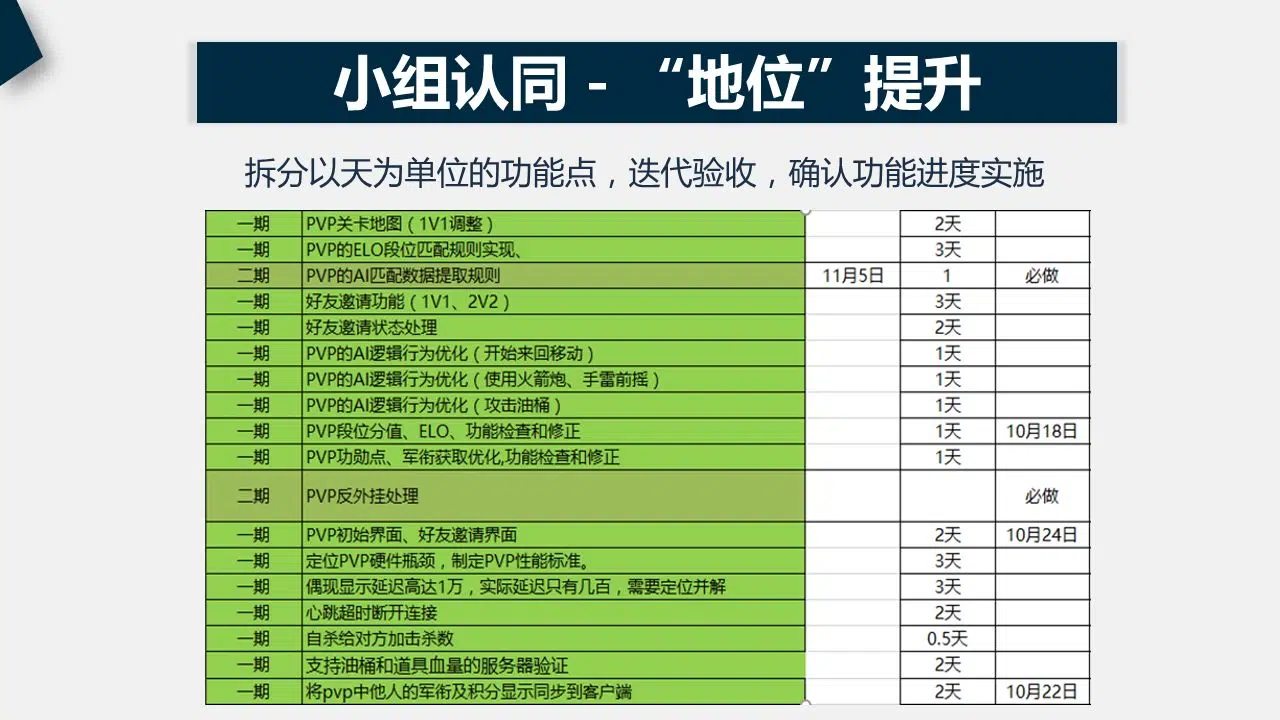 小组认同 - “地位”提升
拆分以天为单位的功能点，迭代验收，确认功能进度实施
一期 PVP关卡地图（1V1调整） 2天
一期 PVP的ELO段位匹配规则实现、 3天
二期 PVP的AI匹配数据提取规则 11月5日 1 必做
一期 好友邀请功能（1V1、2V2） 3天
一期 好友邀请状态处理 2天
一期 PVP的AI逻辑行为优化（开始来回移动） 1天
一期 PVP的AI逻辑行为优化（使用火箭炮、手雷前摇） 1天
一期 PVP的AI逻辑行为优化（攻击油桶） 1天
一期 PVP段位分值、ELO、功能检查和修正 1天 10月18日
一期 PVP功勋点、军衔获取优化,功能检查和修正 1天
二期 PVP反外挂处理 必做
一期 PVP初始界面、好友邀请界面 2天 10月24日
一期 定位PVP硬件瓶颈，制定PVP性能标准。 3天
一期 偶现显示延迟高达1万，实际延迟只有几百，需要定位并解 3天
一期 心跳超时断开连接 2天
一期 自杀给对方加击杀数 0.5天
一期 支持油桶和道具血量的服务器验证 2天
一期 将pvp中他人的军衔及积分显示同步到客户端 2天 10月22日